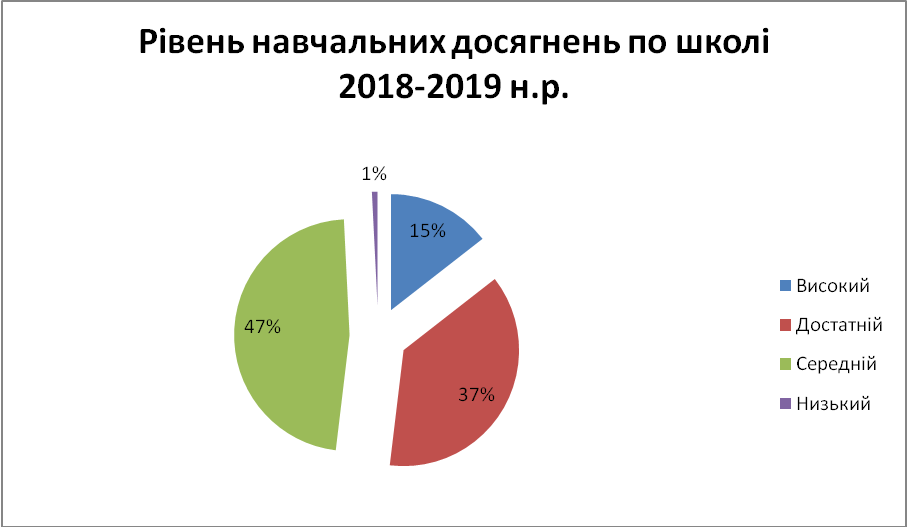 Рівень навчальних досягнень по школі
2018-2019 н.р.
1%
15%
47%
37%
Високий
Достатній
Середній
Низький